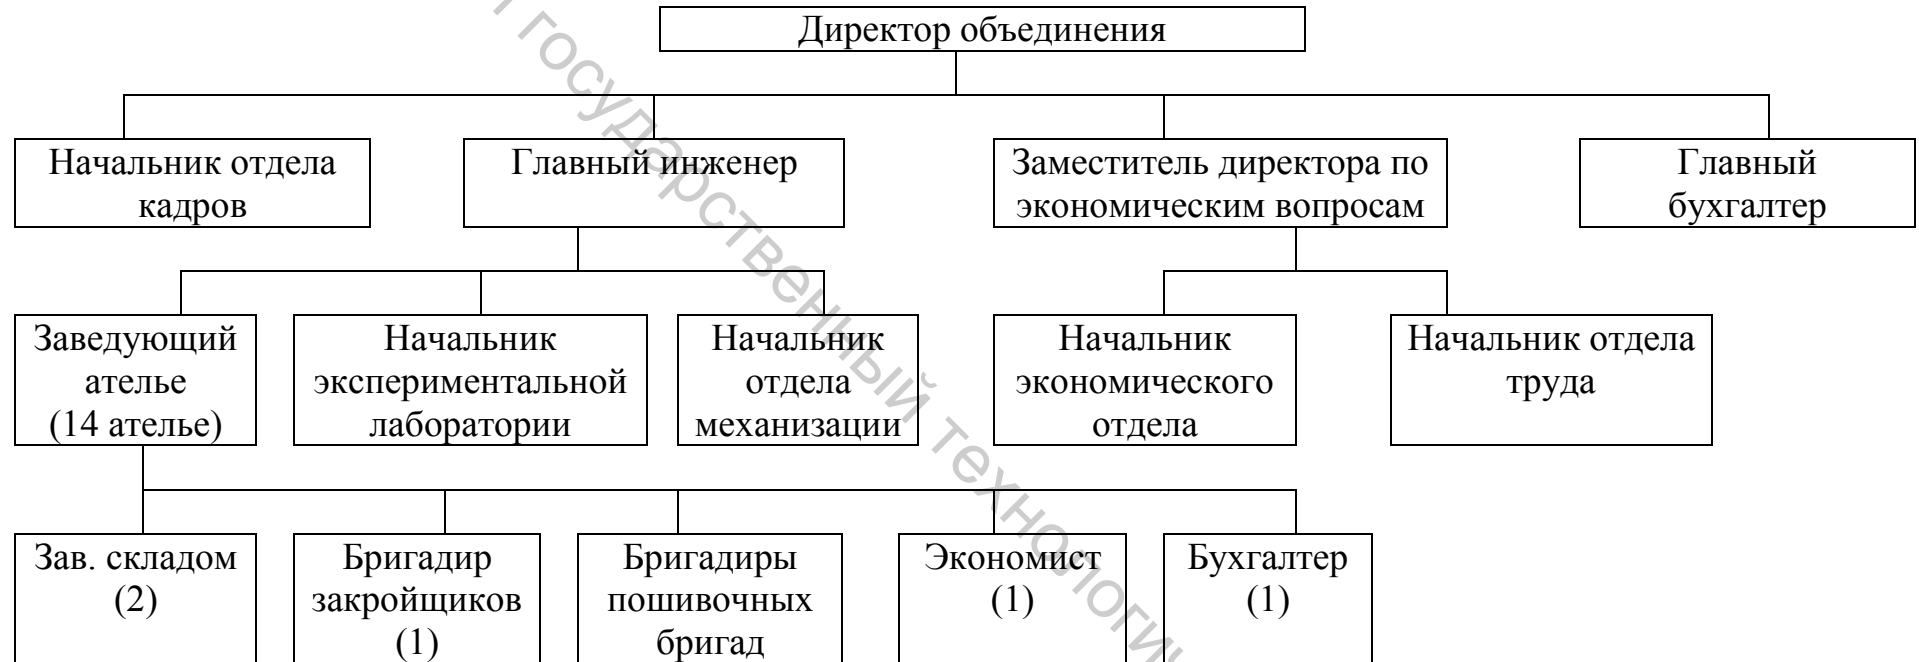 Директор объединения
Начальник отдела
кадров
Главный инженер
Заместитель директора по
экономическим вопросам
Главный
бухгалтер
Заведующий
ателье
(14 ателье)
Начальник
экспериментальной
лаборатории
Начальник
отдела
механизации
Начальник
экономического
отдела
Начальник отдела
труда
Зав. складом
(2)
Бригадир
закройщиков
(1)
Бригадиры
пошивочных
бригад
Экономист
(1)
Бухгалтер
(1)
государственный